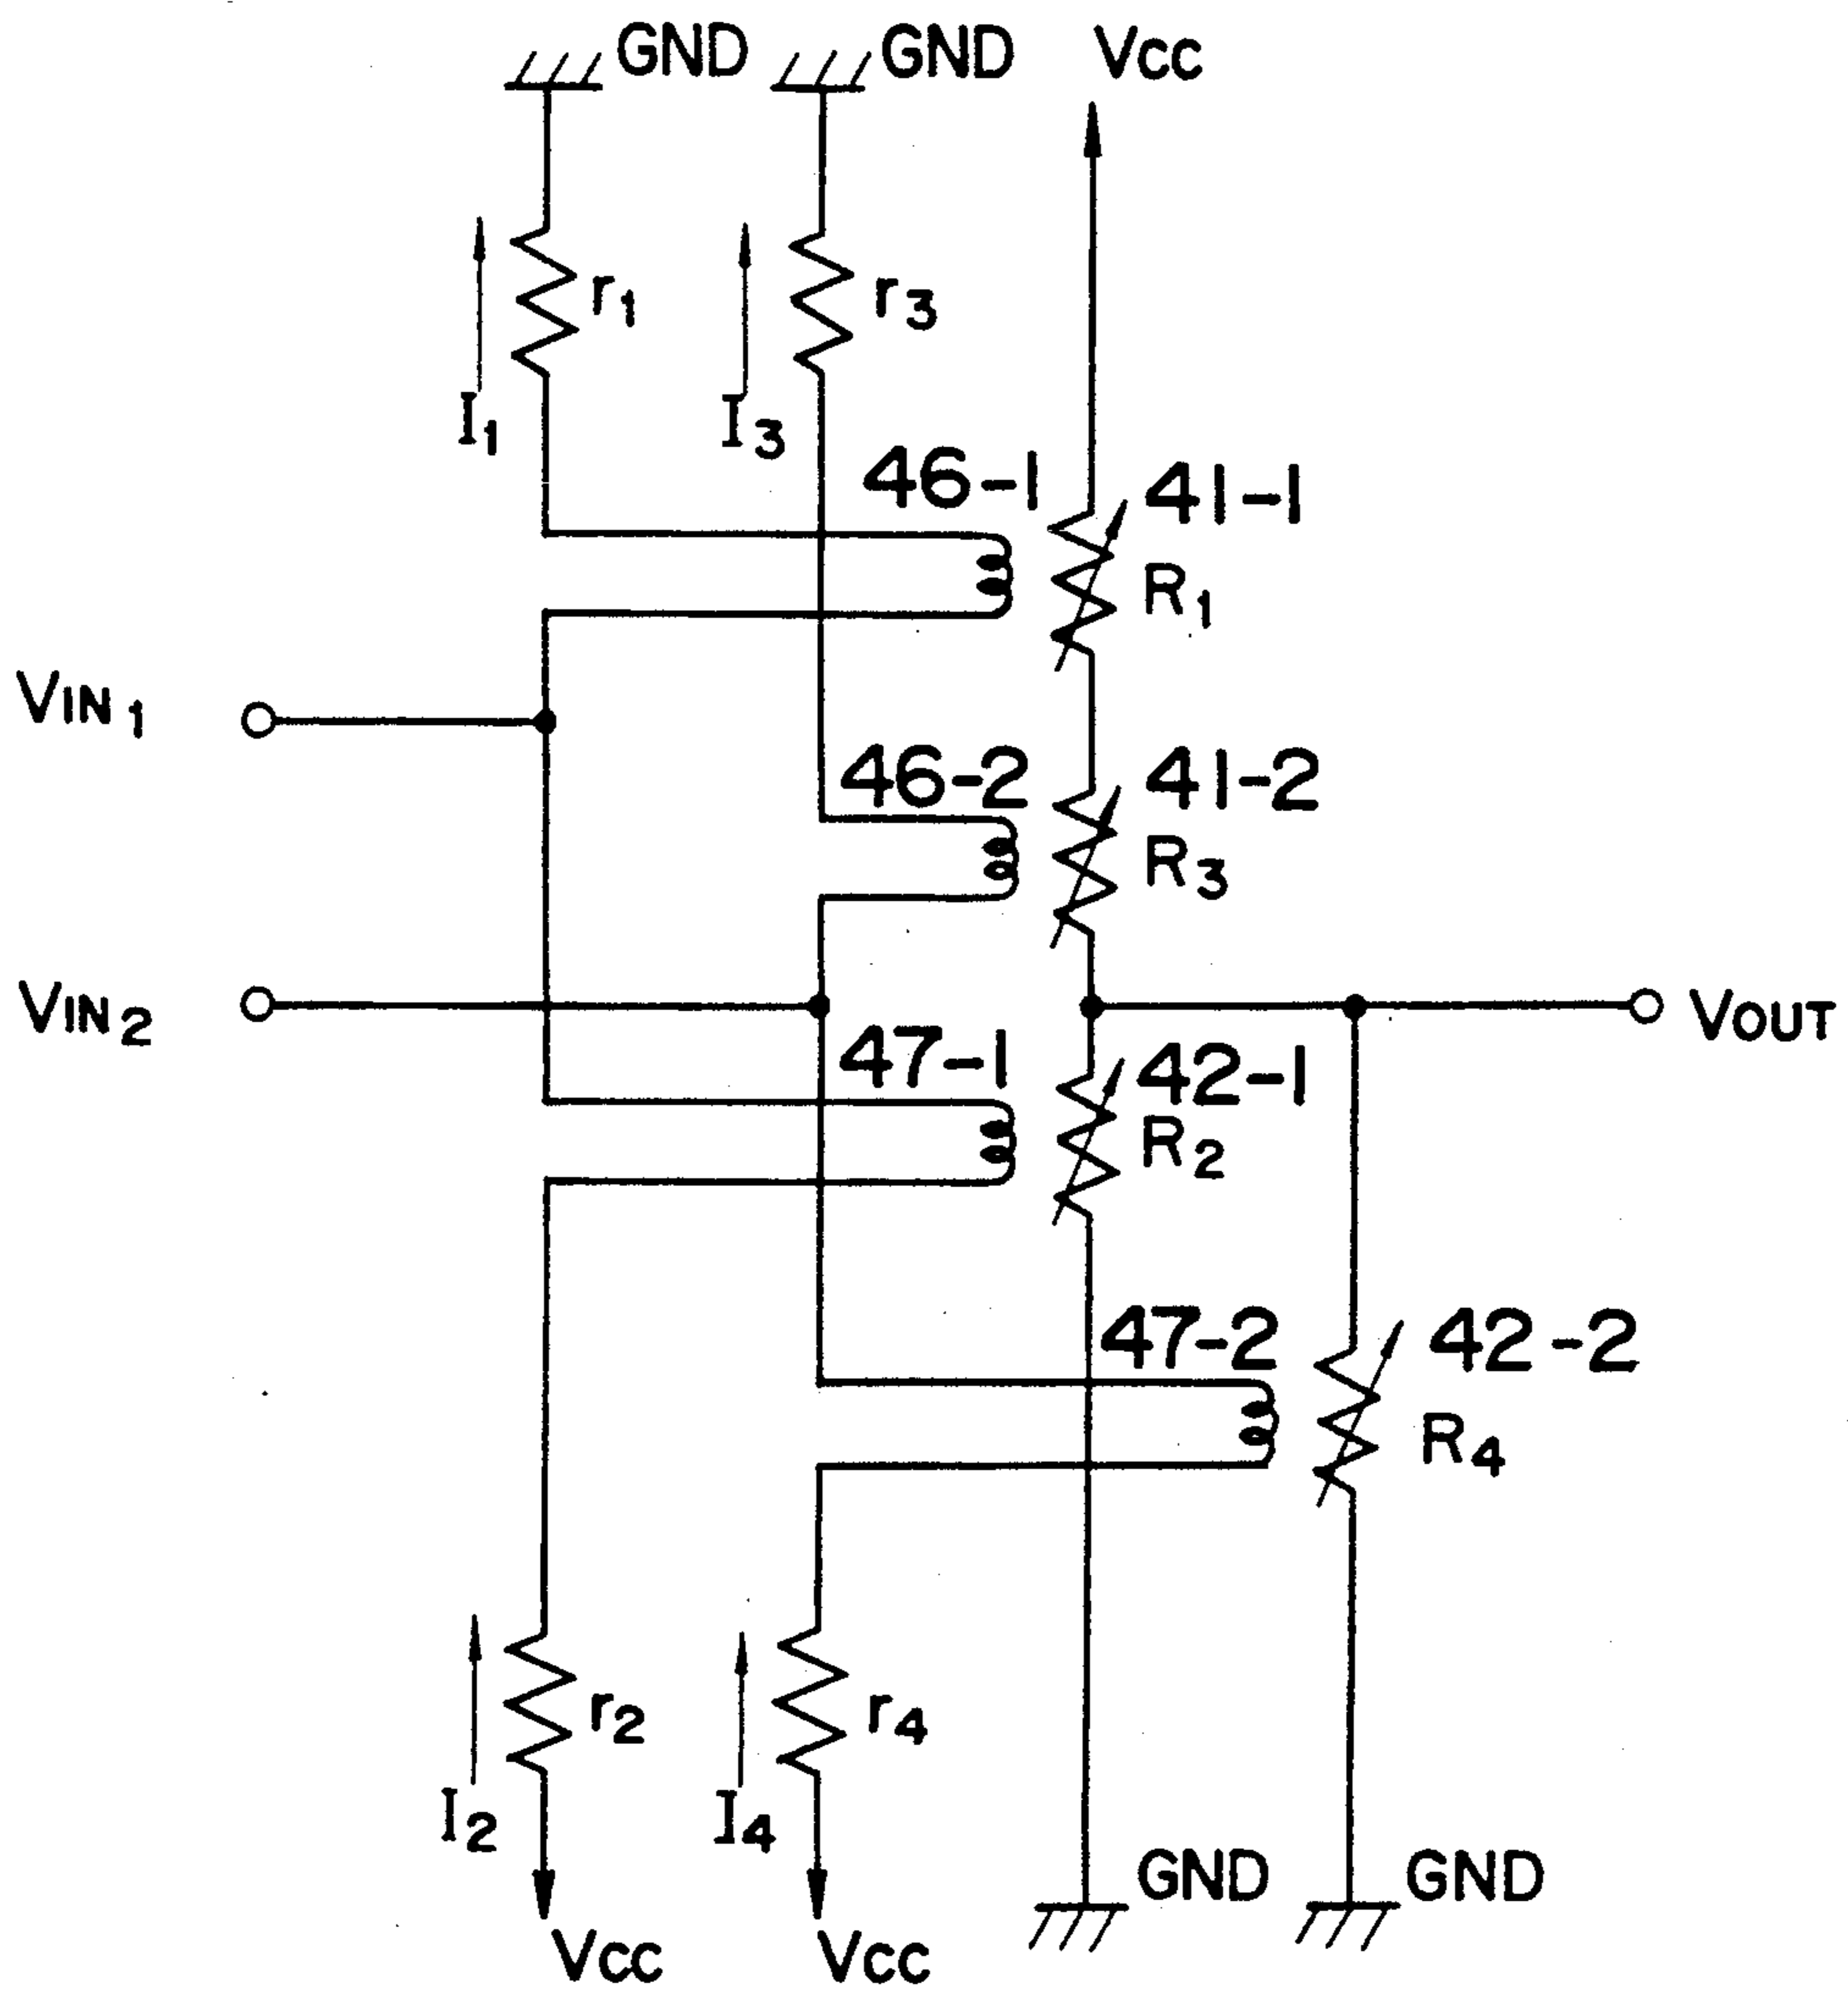 GND GND VCC
r1 r3
I1 I3
46-1 41-1
R1
VIN1
46-2 41-2
R3
VIN2 VOUT
47-1 42-1
R2
47-2 42-2
R4
r2 r4
I2 I4
GND GND
VCC VCC